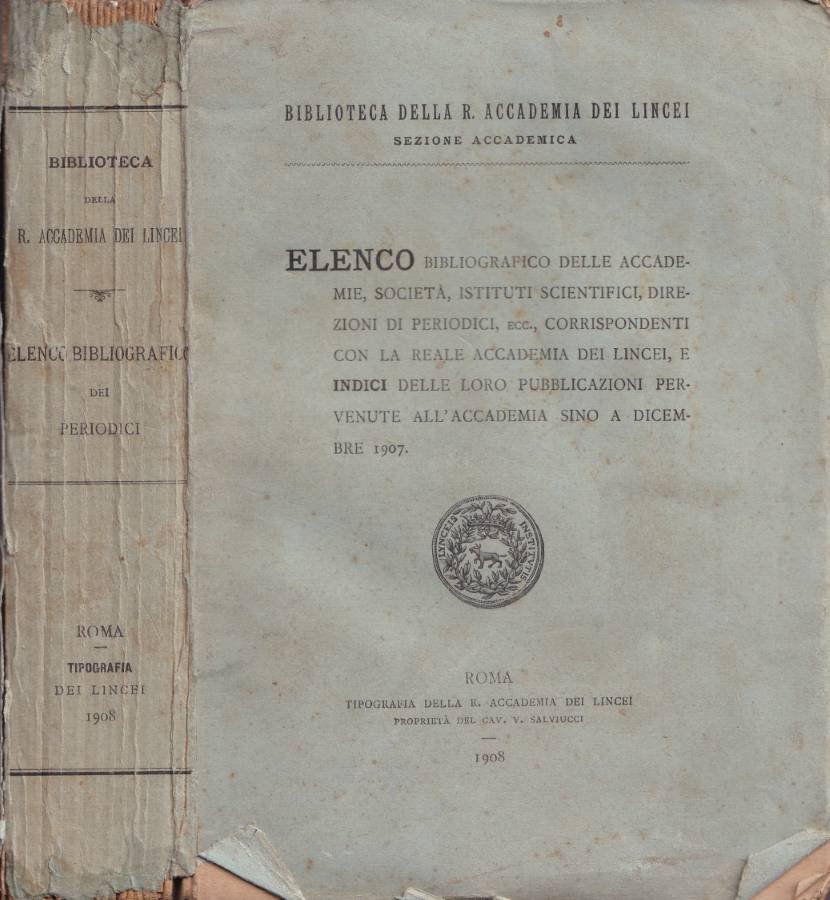 BIBLIOTECA
DELLA
R. ACCADEMIA DEI LINCEI
ELENCO BIBLIOGRAFICO
DEI
PERIODICI
ROMA
TIPOGRAFIA
DEI LINCEI
1908
BIBLIOTECA DELLA R. ACCADEMIA DEI LINCEI
SEZIONE ACCADEMICA
ELENCO BIBLIOGRAFICO DELLE ACCADE-
MIE, SOCIETÀ, ISTITUTI SCIENTIFICI, DIRE-
ZIONI DI PERIODICI, ECC., CORRISPONDENTI
CON LA REALE ACCADEMIA DEI LINCEI, E
INDICI DELLE LORO PUBBLICAZIONI PER-
VENUTE ALL'ACCADEMIA SINO A DICEM-
BRE 1907.
LYNCEIS INSTITUTIS
ROMA
TIPOGRAFIA DELLA R. ACCADEMIA DEI LINCEI
PROPRIETÀ DEL CAV. V. SALVIUCCI
1908